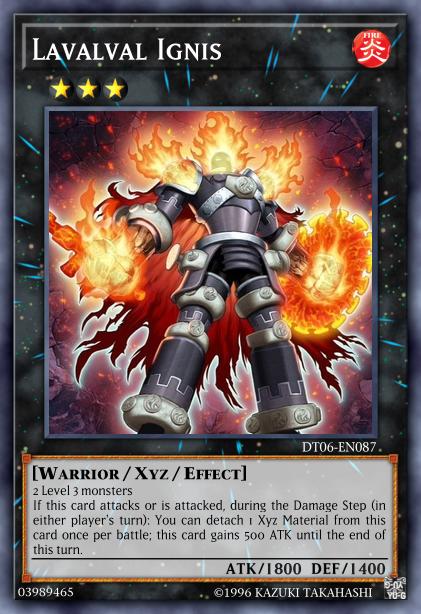 Lavalval Ignis
FIRE
炎
DT06-EN087
[Warrior / Xyz / Effect]
2 Level 3 monsters
If this card attacks or is attacked, during the Damage Step (in
either player's turn): You can detach 1 Xyz Material from this
card once per battle; this card gains 500 ATK until the end of
this turn.
ATK/1800 DEF/1400
03989465
©1996 KAZUKI TAKAHASHI